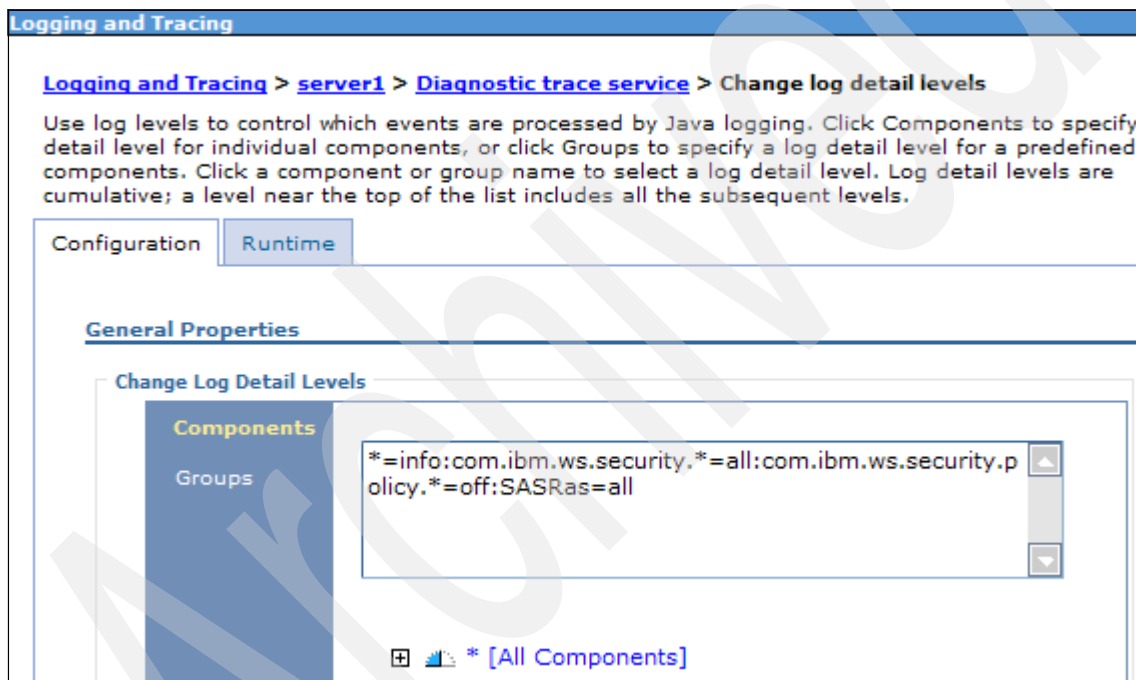 Logging and Tracing
Logging and Tracing > server1 > Diagnostic trace service > Change log detail levels
Use log levels to control which events are processed by Java logging. Click Components to specify
detail level for individual components, or click Groups to specify a log detail level for a predefined
components. Click a component or group name to select a log detail level. Log detail levels are
cumulative; a level near the top of the list includes all the subsequent levels.
Configuration Runtime
General Properties
Change Log Detail Levels
Components
Groups
*=info:com.ibm.ws.security.*=all:com.ibm.ws.security.p
olicy.*=off:SASRas=all
* [All Components]
Archived